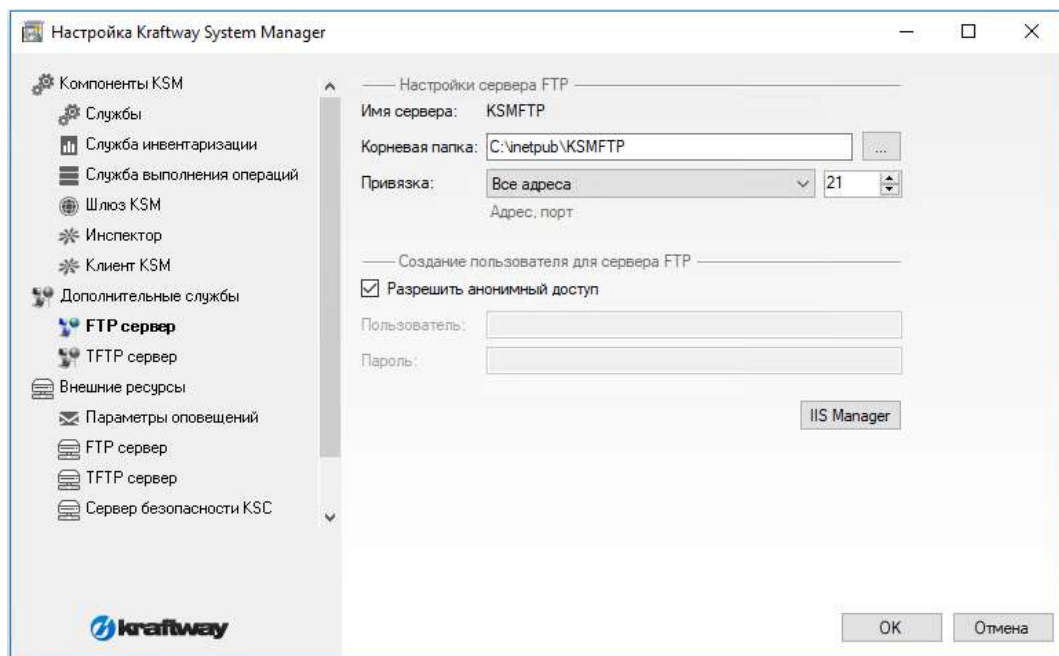 Настройка Kraftway System Manager
Компоненты KSM
Службы
Служба инвентаризации
Служба выполнения операций
Шлюз KSM
Инспектор
Клиент KSM
Дополнительные службы
FTP сервер
TFTP сервер
Внешние ресурсы
Параметры оповещений
FTP сервер
TFTP сервер
Сервер безопасности KSC
kraftway
Настройки сервера FTP
Имя сервера: KSMFTP
Корневая папка: C:\inetpub\KSMFTP ...
Привязка: Все адреса 21
Адрес, порт
Создание пользователя для сервера FTP
Разрешить анонимный доступ
Пользователь:
Пароль:
IIS Manager
OK Отмена